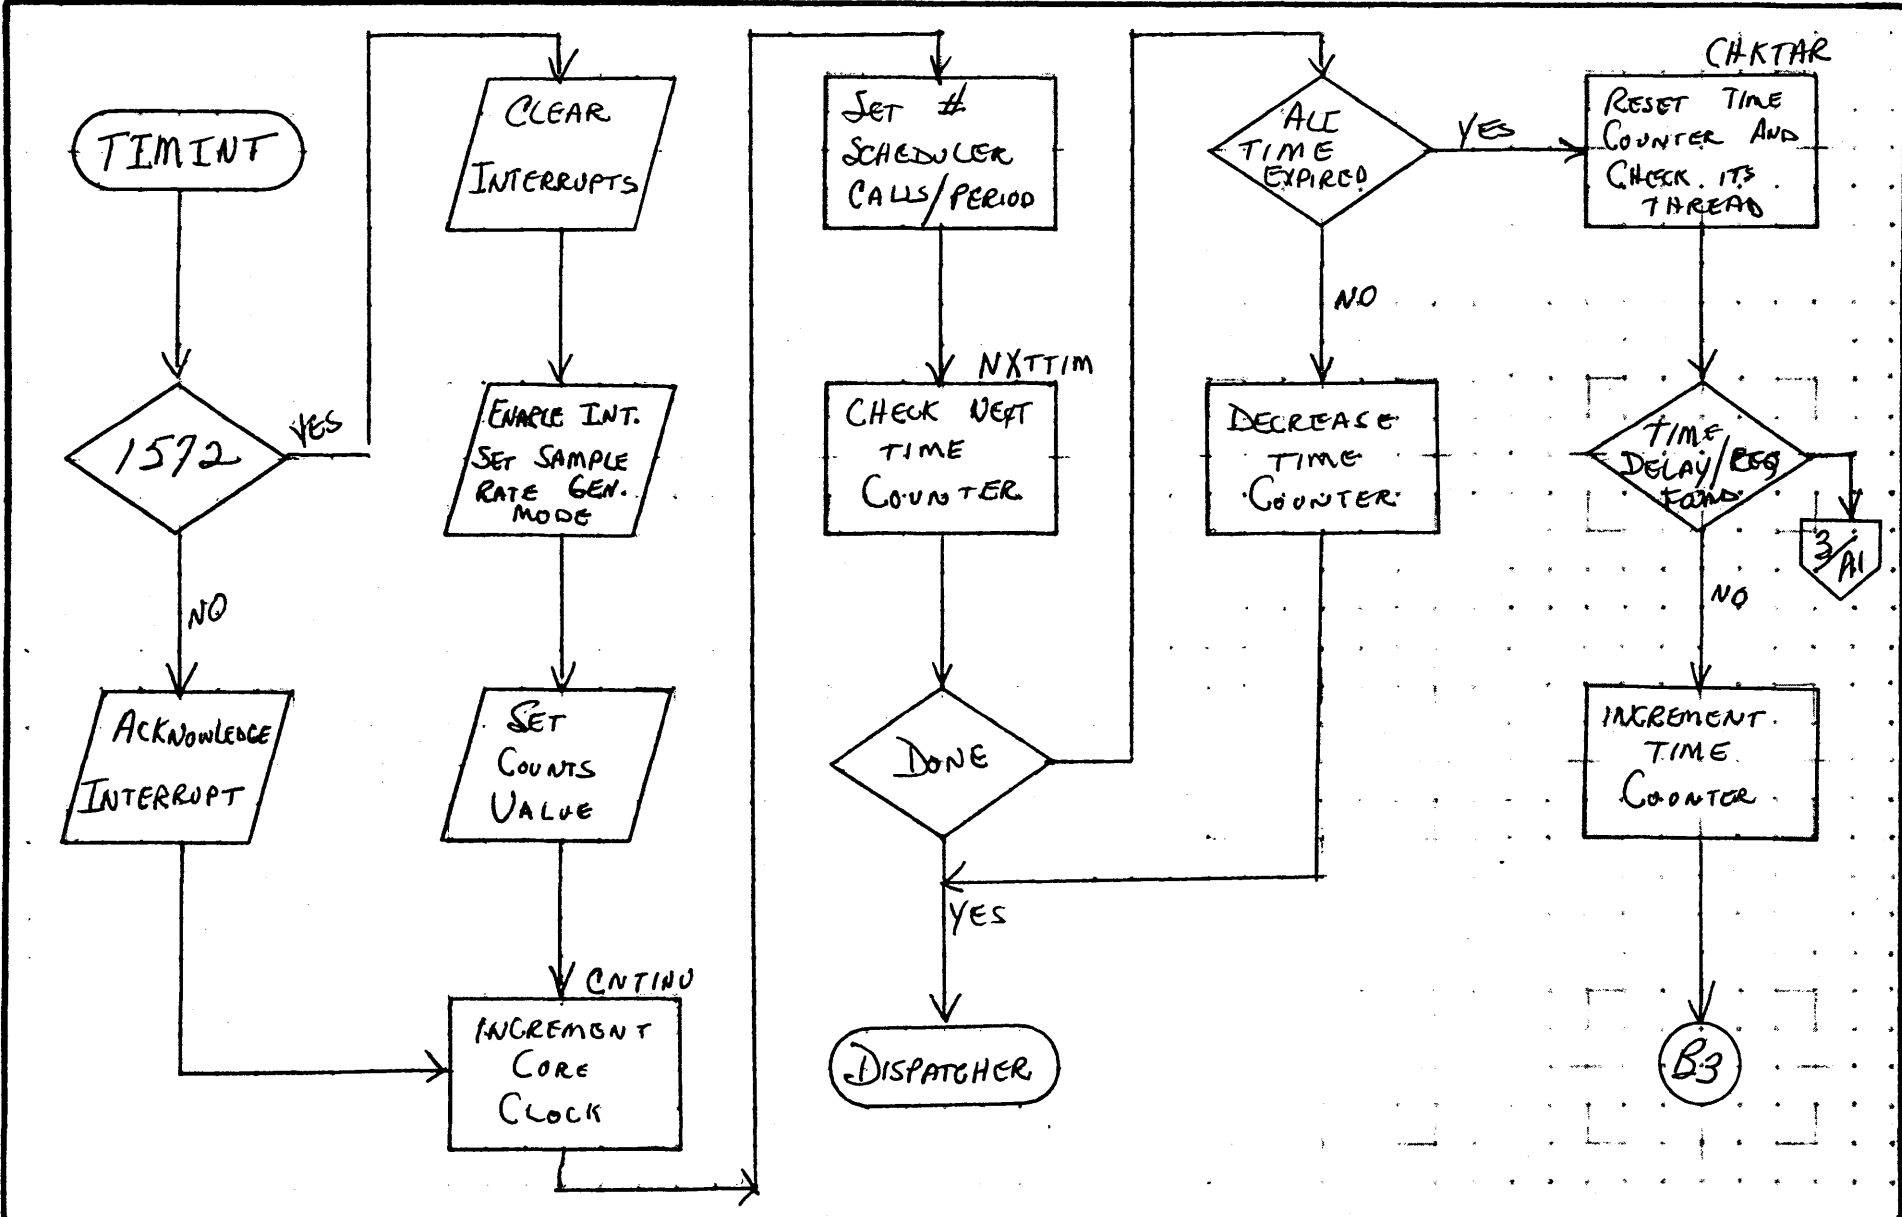 TIMINT
1572
YES
NO
ACKNOWLEDGE
INTERRUPT
CLEAR
INTERRUPTS
ENABLE INT.
SET SAMPLE
RATE GEN.
MODE
SET
COUNTS
VALUE
CNTINU
INCREMENT
CORE
CLOCK
SET #
SCHEDULER
CALLS/PERIOD
NXTTIM
CHECK NEXT
TIME
COUNTER
DONE
YES
DISPATCHER
ALL
TIME
EXPIRED
YES
NO
DECREASE
TIME
COUNTER
CHKTAR
RESET TIME
COUNTER AND
CHECK ITS
THREAD
TIME
DELAY/REQ
FOUND
3/A1
NO
INCREMENT
TIME
COUNTER
B3